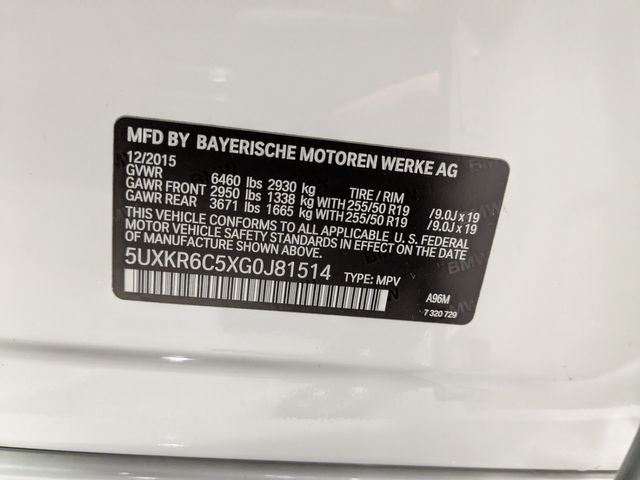 MFD BY BAYERISCHE MOTOREN WERKE AG
12/2015
GVWR 6460 lbs 2930 kg TIRE / RIM
GAWR FRONT 2950 lbs 1338 kg WITH 255/50 R19 /9.0J x 19
GAWR REAR 3671 lbs 1665 kg WITH 255/50 R19 /9.0J x 19
THIS VEHICLE CONFORMS TO ALL APPLICABLE U.S. FEDERAL
MOTOR VEHICLE SAFETY STANDARDS IN EFFECT ON THE DATE
OF MANUFACTURE SHOWN ABOVE.
5UXKR6C5XG0J81514 TYPE: MPV
A96M
7 320 729
BMW